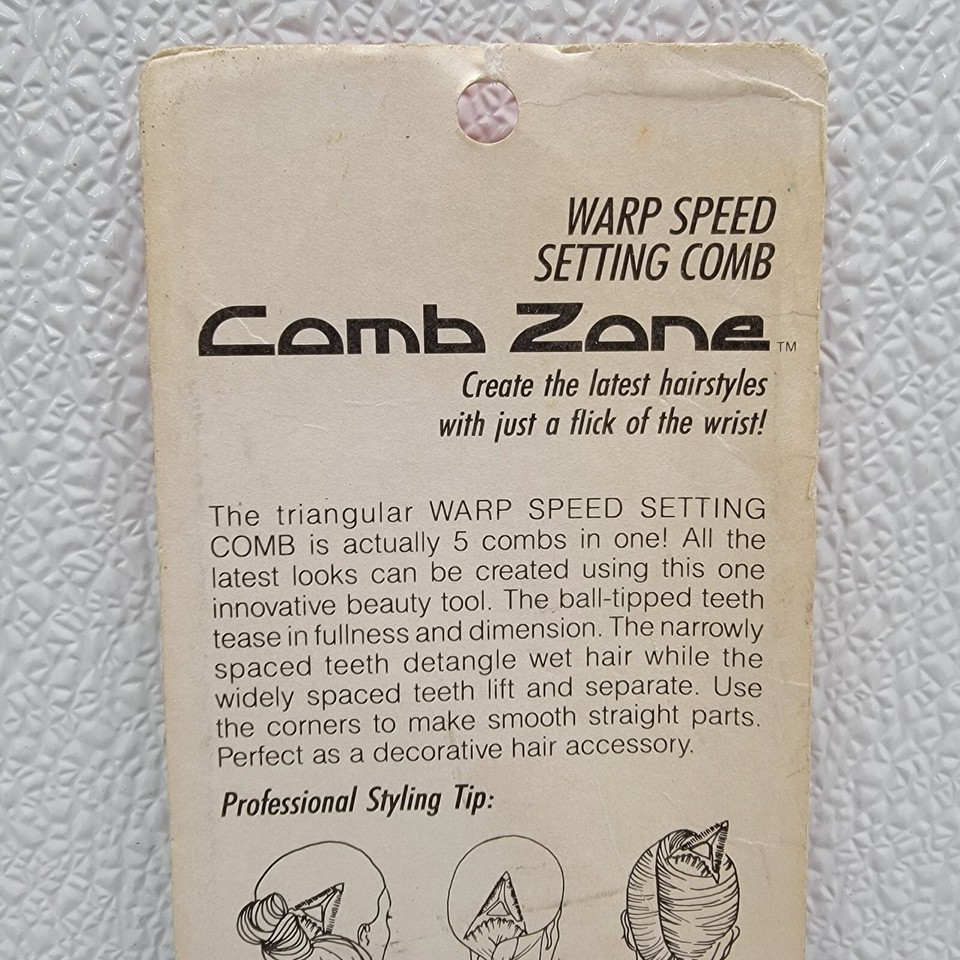 WARP SPEED
SETTING COMB
Comb Zone TM
Create the latest hairstyles
with just a flick of the wrist!
The triangular WARP SPEED SETTING
COMB is actually 5 combs in one! All the
latest looks can be created using this one
innovative beauty tool. The ball-tipped teeth
tease in fullness and dimension. The narrowly
spaced teeth detangle wet hair while the
widely spaced teeth lift and separate. Use
the corners to make smooth straight parts.
Perfect as a decorative hair accessory.
Professional Styling Tip: